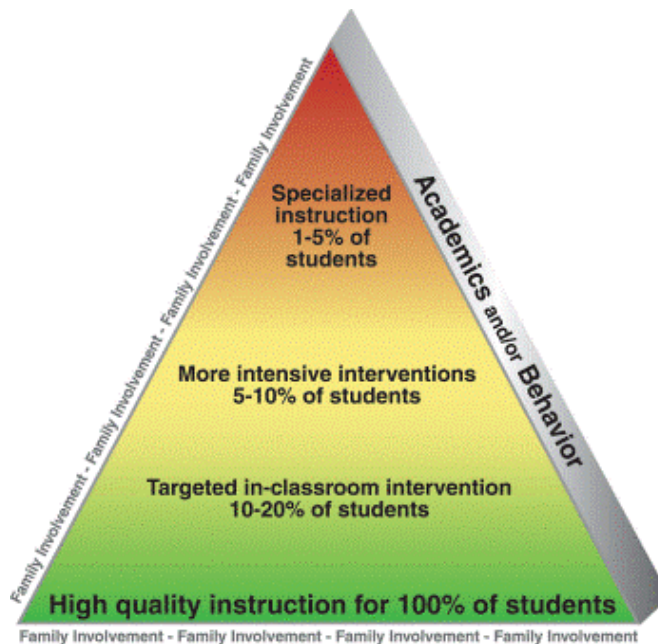 Specialized
instruction
1-5% of
students
More intensive interventions
5-10% of students
Targeted in-classroom intervention
10-20% of students
High quality instruction for 100% of students
Family Involvement - Family Involvement - Family Involvement - Family Involvement
Academics and/or Behavior
Family Involvement - Family Involvement - Family Involvement - Family Involvement